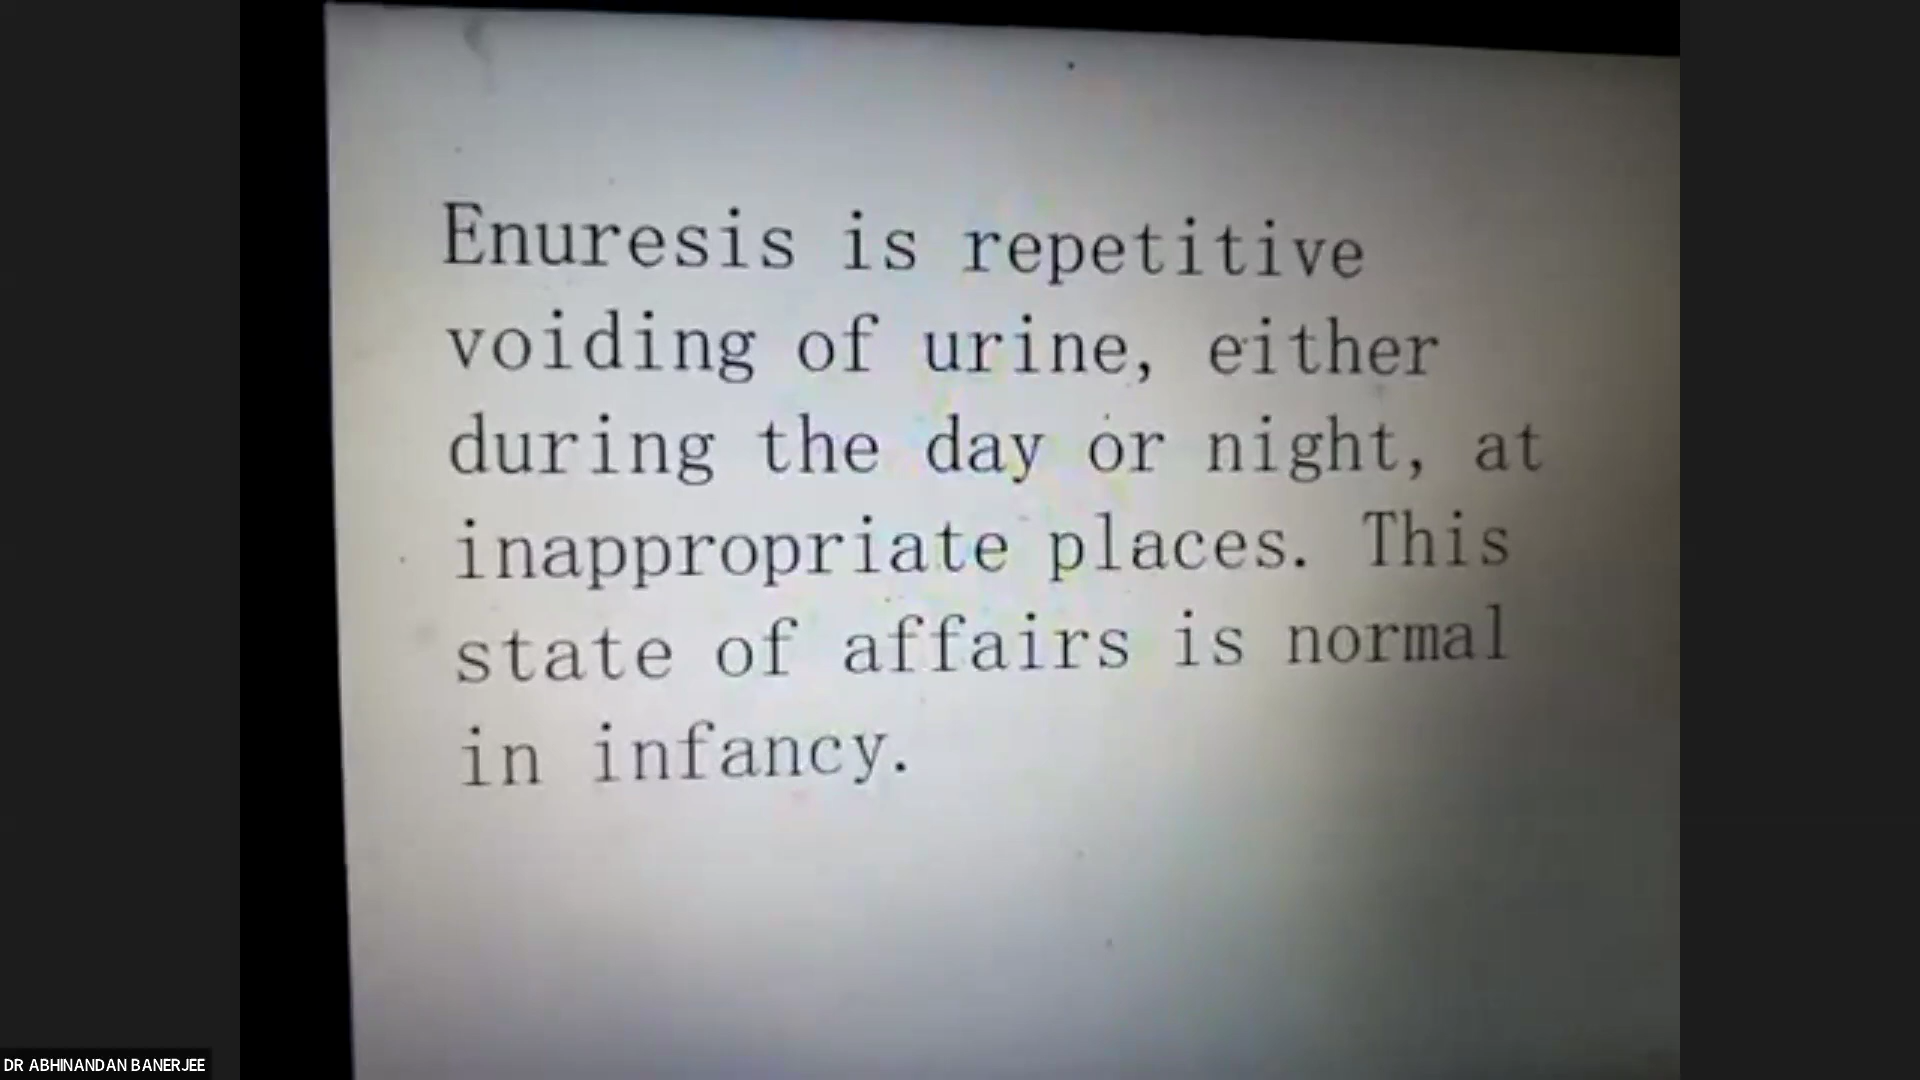 Enuresis is repetitive
voiding of urine, either
during the day or night, at
inappropriate places. This
state of affairs is normal
in infancy.
DR ABHINANDAN BANERJEE